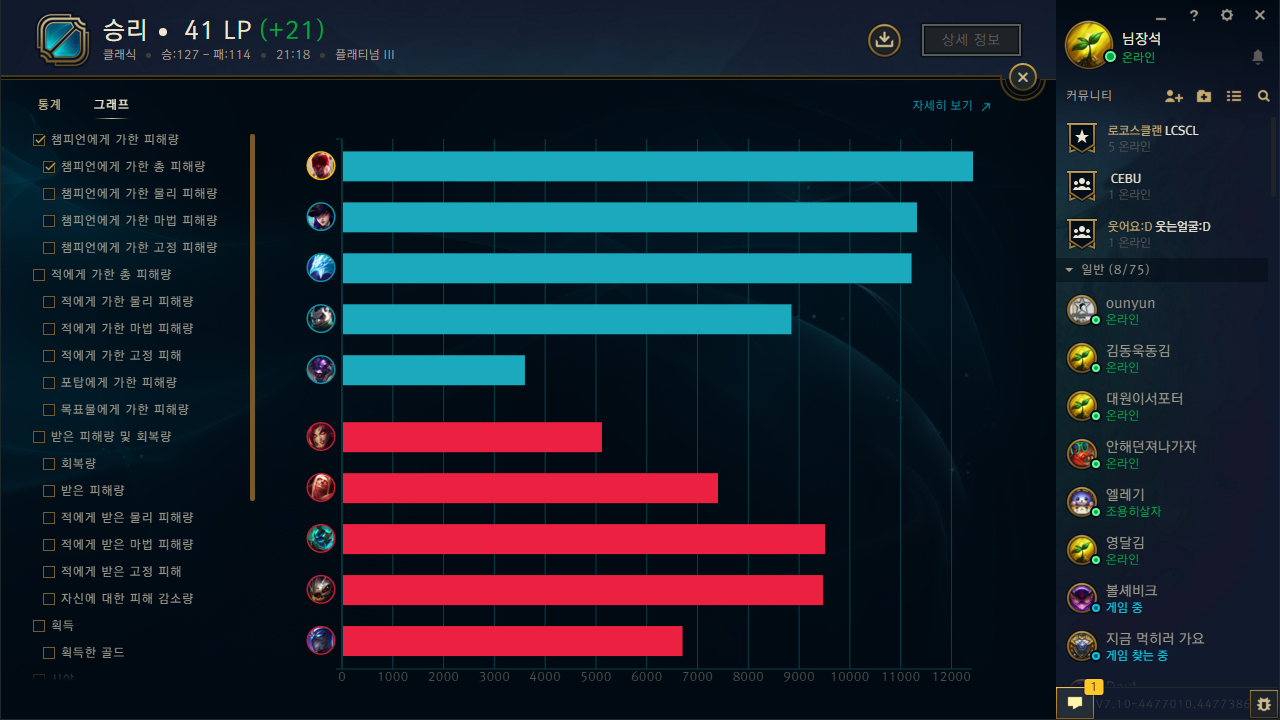 승리 • 41 LP (+21)
클래식 • 승:127 – 패:114 • 21:18 • 플래티넘 III
상세 정보
통계 그래프
자세히 보기
챔피언에게 가한 피해량
챔피언에게 가한 총 피해량
챔피언에게 가한 물리 피해량
챔피언에게 가한 마법 피해량
챔피언에게 가한 고정 피해량
적에게 가한 총 피해량
적에게 가한 물리 피해량
적에게 가한 마법 피해량
적에게 가한 고정 피해
포탑에게 가한 피해량
목표물에게 가한 피해량
받은 피해량 및 회복량
회복량
받은 피해량
적에게 받은 물리 피해량
적에게 받은 마법 피해량
적에게 받은 고정 피해
자신에 대한 피해 감소량
획득
획득한 골드
0 1000 2000 3000 4000 5000 6000 7000 8000 9000 10000 11000 12000
님장석
온라인
커뮤니티
로코스클랜 LCSCL
5 온라인
CEBU
1 온라인
웃어요:D 웃는얼굴:D
1 온라인
일반 (8/75)
ounyun
온라인
김동욱동김
온라인
대원이서포터
온라인
안해던져나가자
온라인
엘레기
조용히살자
영달김
온라인
볼셰비크
게임 중
지금 먹히러 가요
게임 찾는 중
1
V7.10-4477010.4477386